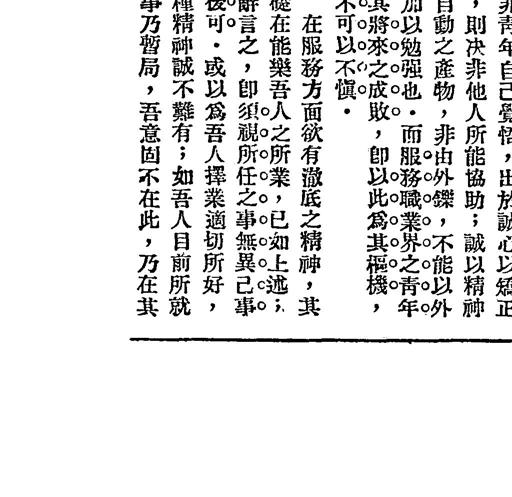 非青年自己覺悟，出於誠心以矯正
，則决非他人所能協助；誠以精神
自動之產物，非由外鑠，不能以外
加以勉强也。而服務職業界之青年
其將來之成敗，卽以此爲其樞機，
不可以不愼。
在服務方面欲有澈底之精神，其
礎在能樂吾人之所業，已如上述；
辭言之，卽須視所任之事無異己事
後可。或以爲吾人擇業適切所好，
種精神誠不難有；如吾人目前所就
事乃暫局，吾意固不在此，乃在其